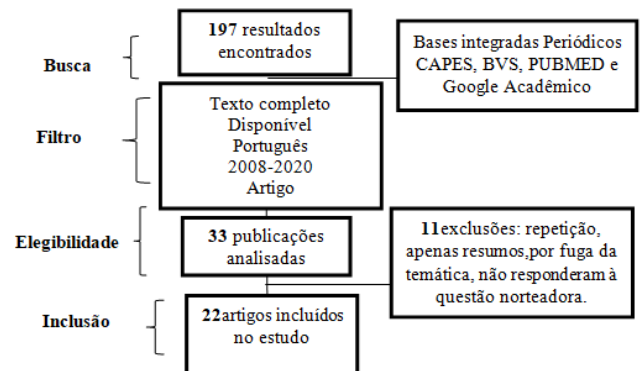 197 resultados
encontrados
Busca
Bases integradas Periódicos
CAPES, BVS, PUBMED e
Google Acadêmico
Filtro
Texto completo
Disponível
Português
2008-2020
Artigo
Elegibilidade
33 publicações
analisadas
11exclusões: repetição,
apenas resumos,por fuga da
temática, não responderam à
questão norteadora.
Inclusão
22artigos incluídos
no estudo